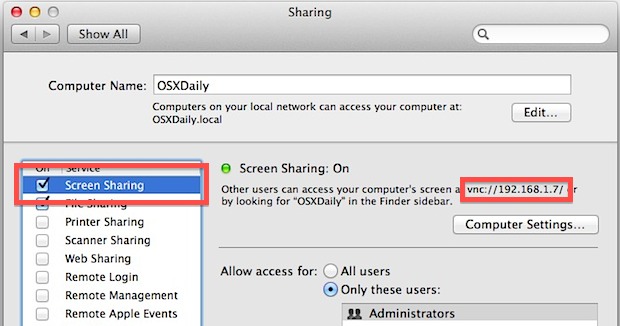 Sharing
Show All
Computer Name: OSXDaily
Computers on your local network can access your computer at:
OSXDaily.local
Edit...
On Service
Screen Sharing
File Sharing
Printer Sharing
Scanner Sharing
Web Sharing
Remote Login
Remote Management
Remote Apple Events
Screen Sharing: On
Other users can access your computer's screen a vnc://192.168.1.7/ or
by looking for "OSXDaily" in the Finder sidebar.
Computer Settings...
Allow access for: All users
Only these users:
Administrators